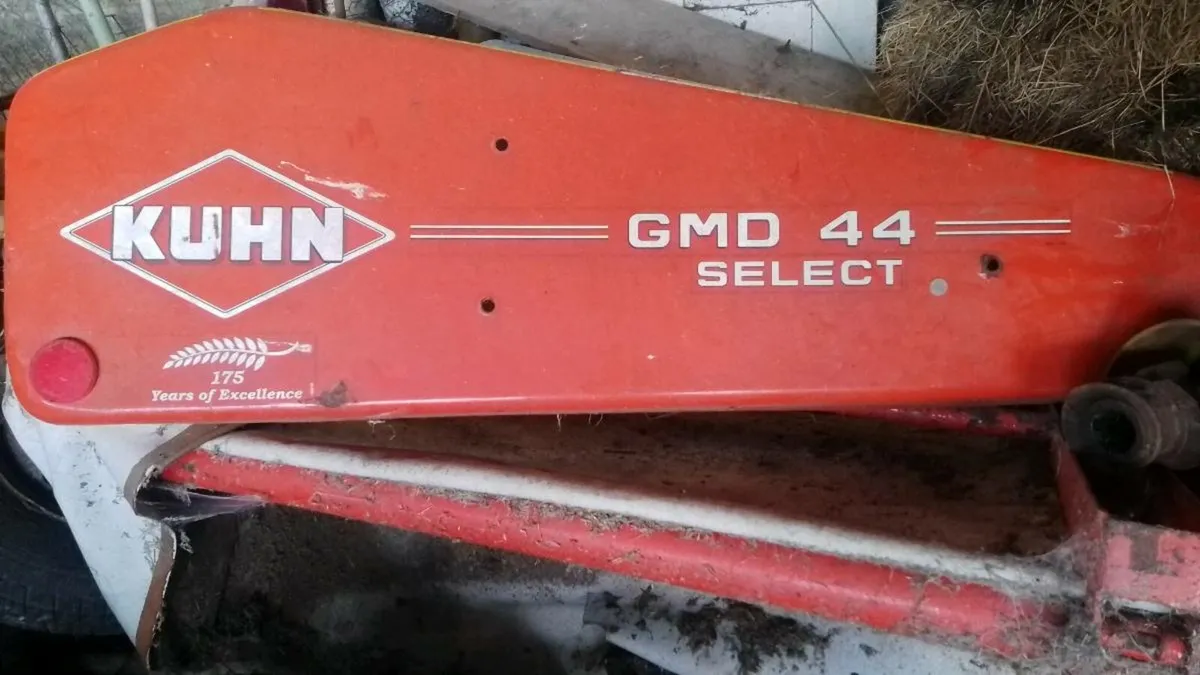 KUHN
GMD 44
SELECT
175
Years of Excellence